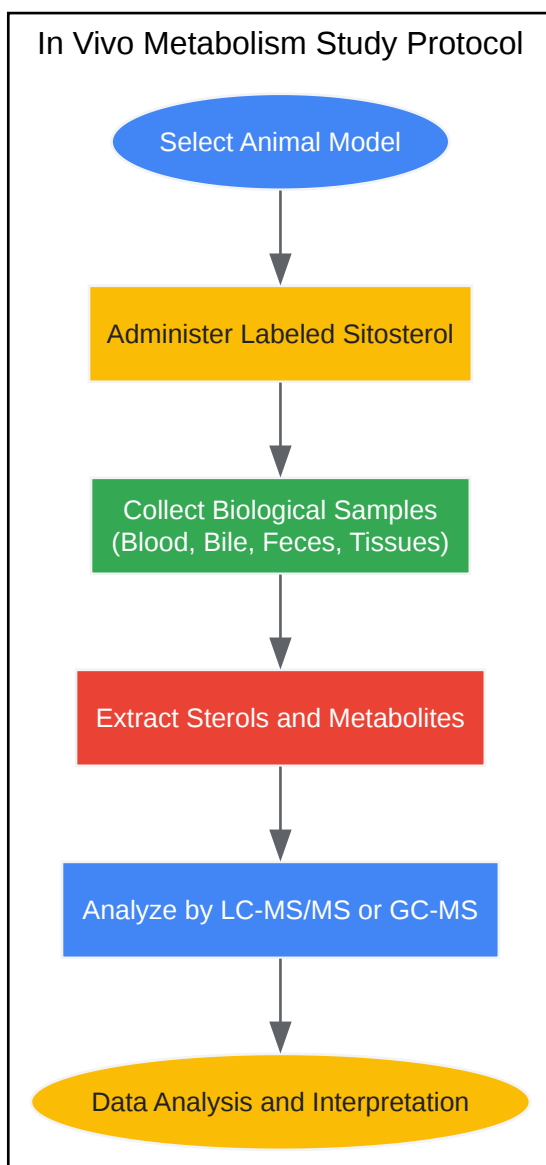 In Vivo Metabolism Study Protocol
Select Animal Model
Administer Labeled Sitosterol
Collect Biological Samples
(Blood, Bile, Feces, Tissues)
Extract Sterols and Metabolites
Analyze by LC-MS/MS or GC-MS
Data Analysis and Interpretation